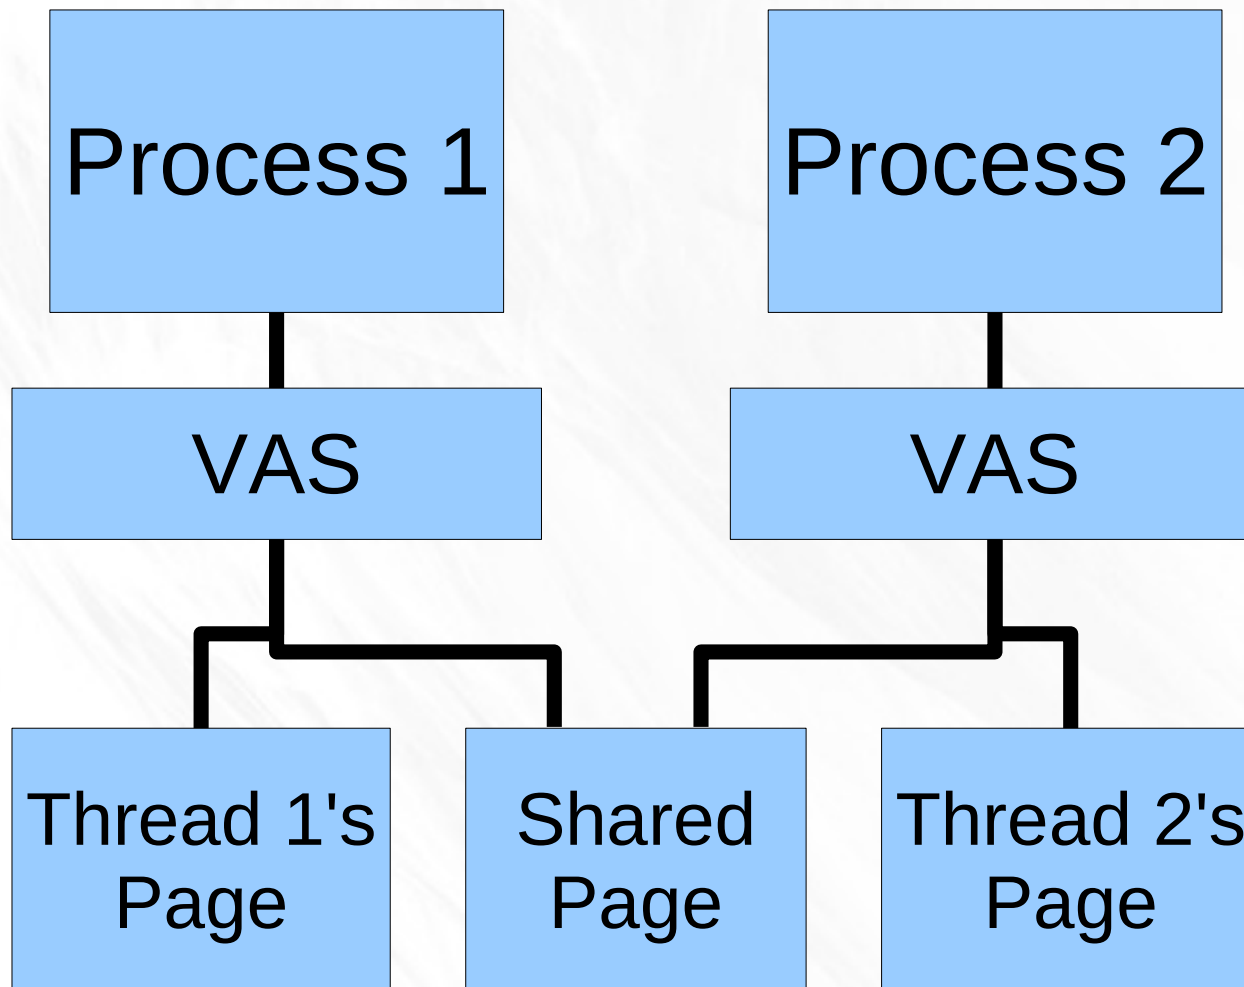 Process 1
Process 2
VAS
VAS
Thread 1's
Page
Shared
Page
Thread 2's
Page